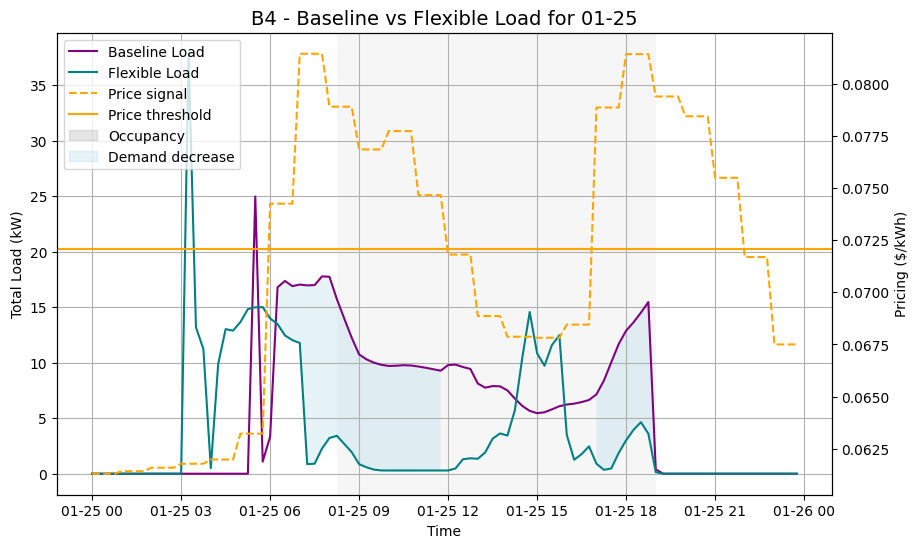 B4 - Baseline vs Flexible Load for 01-25
Baseline Load
Flexible Load
Price signal
Price threshold
Occupancy
Demand decrease
Total Load (kW)
35
30
25
20
15
10
5
0
0.0800
0.0775
0.0750
0.0725
0.0700
0.0675
0.0650
0.0625
Pricing ($/kWh)
01-25 00
01-25 03
01-25 06
01-25 09
01-25 12
01-25 15
01-25 18
01-25 21
01-26 00
Time